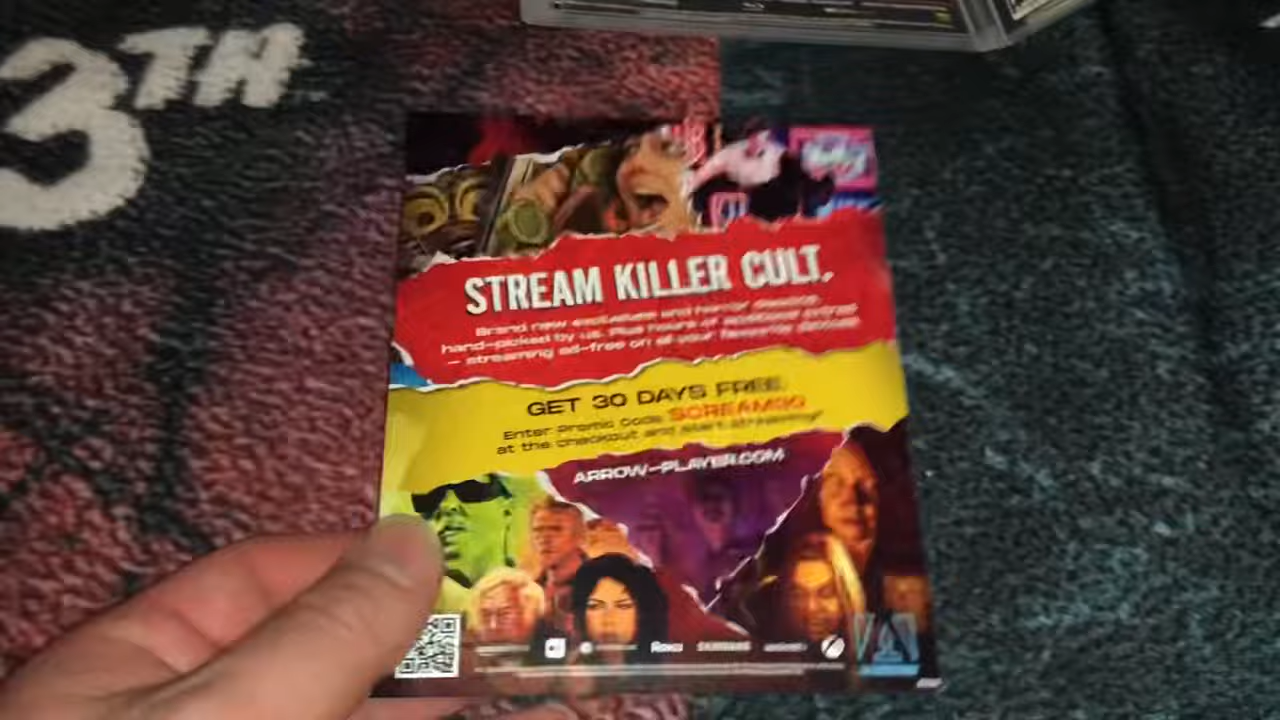 3TH
STREAM KILLER CULT.
Brand new exclusives and horror classics
hand-picked by us. Plus hours of additional extras
— streaming ad-free on all your favourite devices
GET 30 DAYS FREE.
Enter Promo Code SCREAM30
at the checkout and start streaming
ARROW-PLAYER.COM
Roku SAMSUNG